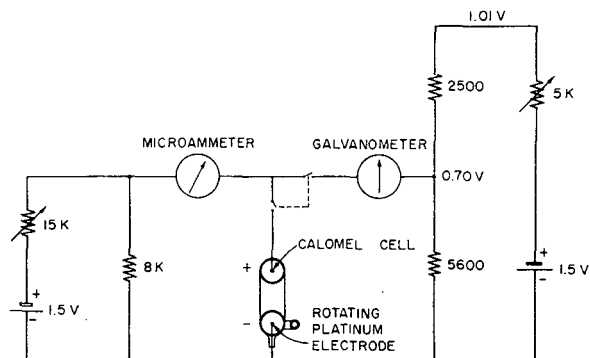 1.01 V
2500
5 K
MICROAMMETER
GALVANOMETER
0.70 V
15 K
8 K
+
CALOMEL CELL
5600
+
+
1.5 V
-
-
1.5 V
-
ROTATING
PLATINUM
ELECTRODE